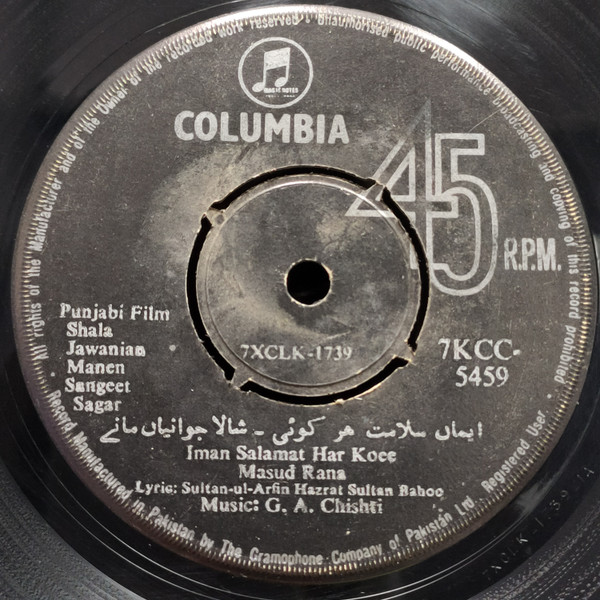 All rights of the Manufacturer and of the Owner of the recorded work reserved · Unauthorised public performance broadcasting and copying of this record prohibited
MAGIC NOTES
COLUMBIA
45
R.P.M.
Punjabi Film
Shala
Jawanian
Manen
Sangeet
Sagar
7XCLK-1739
7KCC-
5459
ایماں سلامت هر کوئی - شالا جوانیاں مانے
Iman Salamat Har Koee
Masud Rana
Lyric: Sultan-ul-Arfin Hazrat Sultan Bahoo
Music: G. A. Chishti
Record Manufactured in Pakistan by The Gramophone Company of Pakistan Ltd. Registered User ·